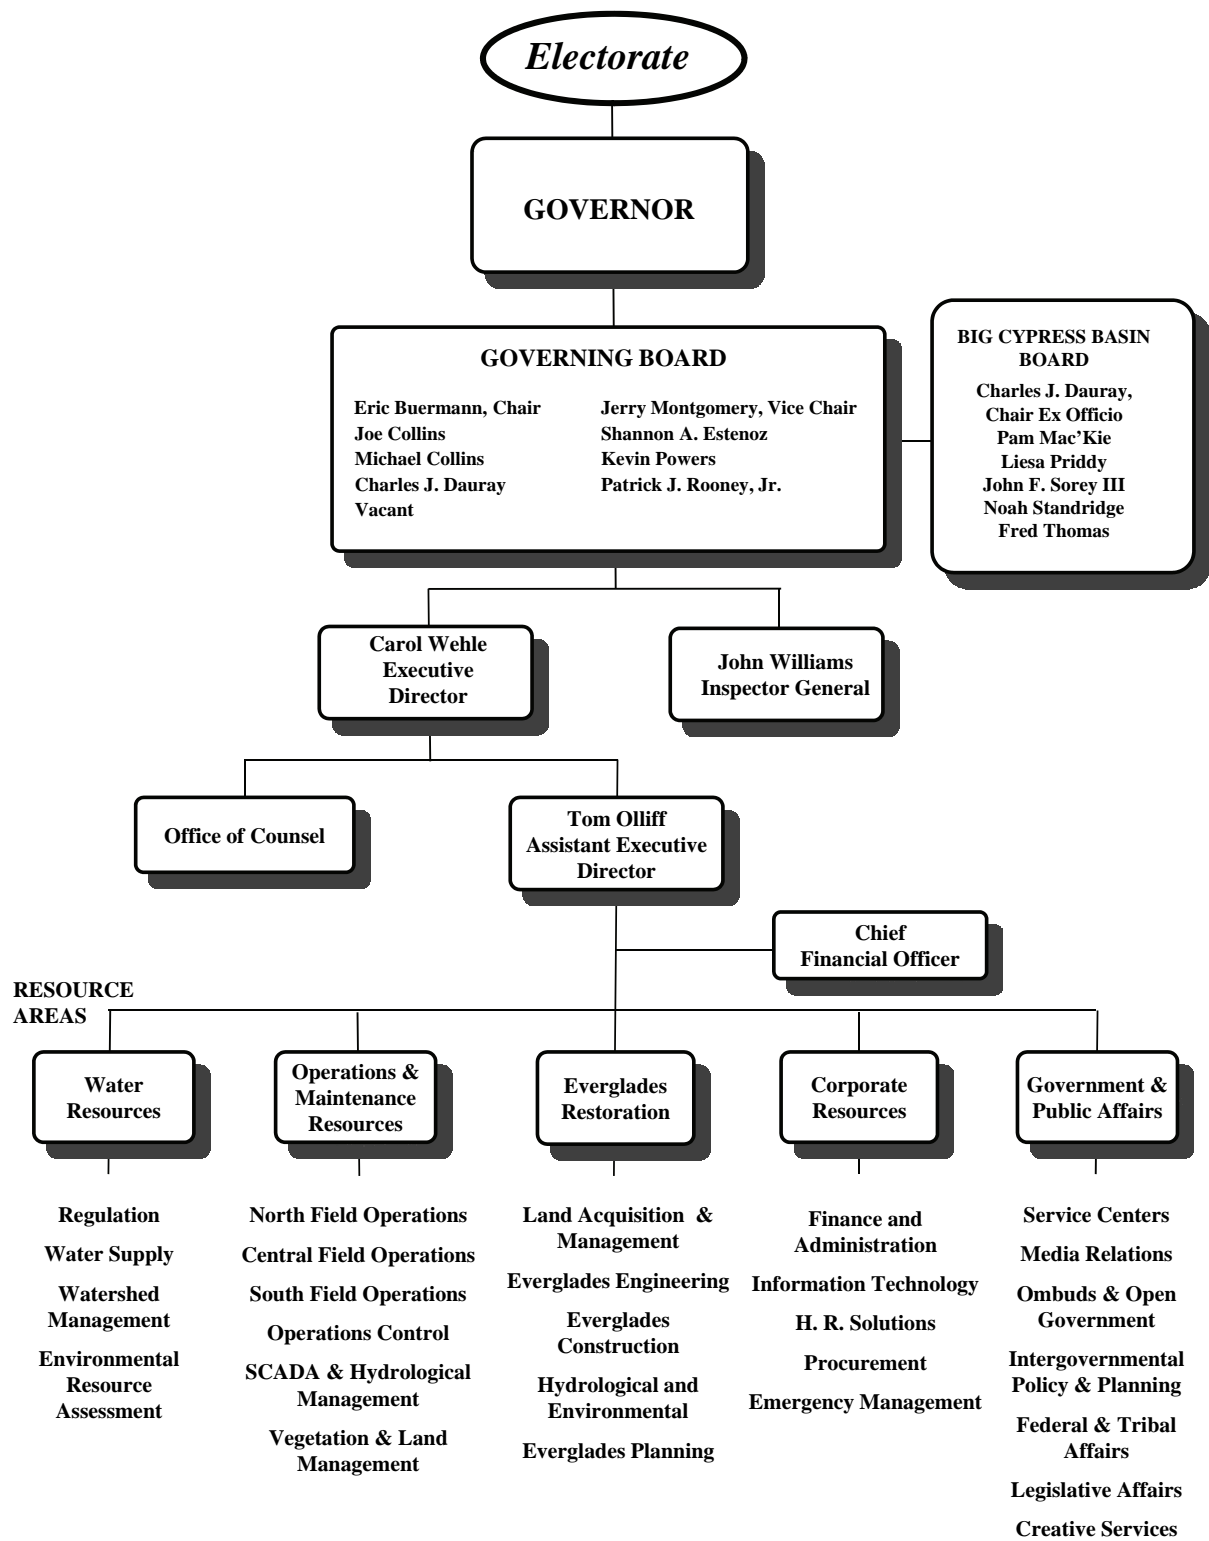 Electorate
GOVERNOR
GOVERNING BOARD
Eric Buermann, Chair
Joe Collins
Michael Collins
Charles J. Dauray
Vacant
Jerry Montgomery, Vice Chair
Shannon A. Estenoz
Kevin Powers
Patrick J. Rooney, Jr.
BIG CYPRESS BASIN
BOARD
Charles J. Dauray,
Chair Ex Officio
Pam Mac’Kie
Liesa Priddy
John F. Sorey III
Noah Standridge
Fred Thomas
Carol Wehle
Executive
Director
John Williams
Inspector General
Office of Counsel
Tom Olliff
Assistant Executive
Director
Chief
Financial Officer
RESOURCE
AREAS
Water
Resources
Operations &
Maintenance
Resources
Everglades
Restoration
Corporate
Resources
Government &
Public Affairs
Regulation
Water Supply
Watershed
Management
Environmental
Resource
Assessment
North Field Operations
Central Field Operations
South Field Operations
Operations Control
SCADA & Hydrological
Management
Vegetation & Land
Management
Land Acquisition &
Management
Everglades Engineering
Everglades
Construction
Hydrological and
Environmental
Everglades Planning
Finance and
Administration
Information Technology
H. R. Solutions
Procurement
Emergency Management
Service Centers
Media Relations
Ombuds & Open
Government
Intergovernmental
Policy & Planning
Federal & Tribal
Affairs
Legislative Affairs
Creative Services